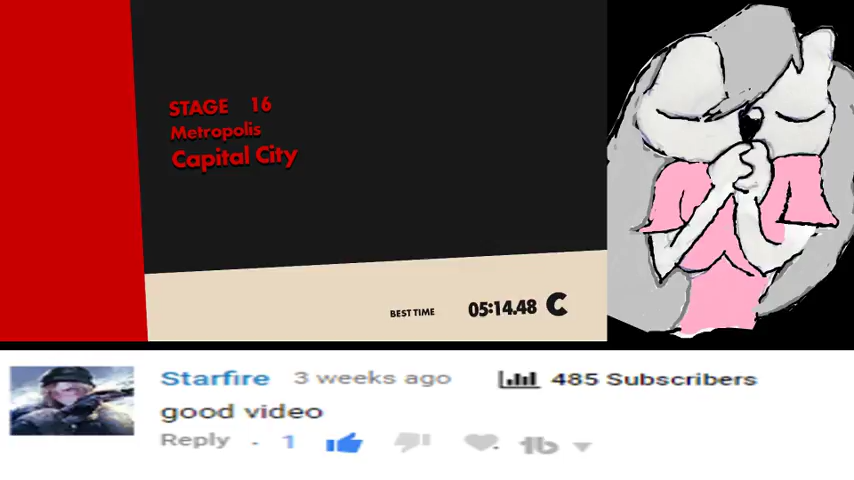 STAGE 16
Metropolis
Capital City
BEST TIME 05:14.48 C
Starfire 3 weeks ago 485 Subscribers
good video
Reply · 1